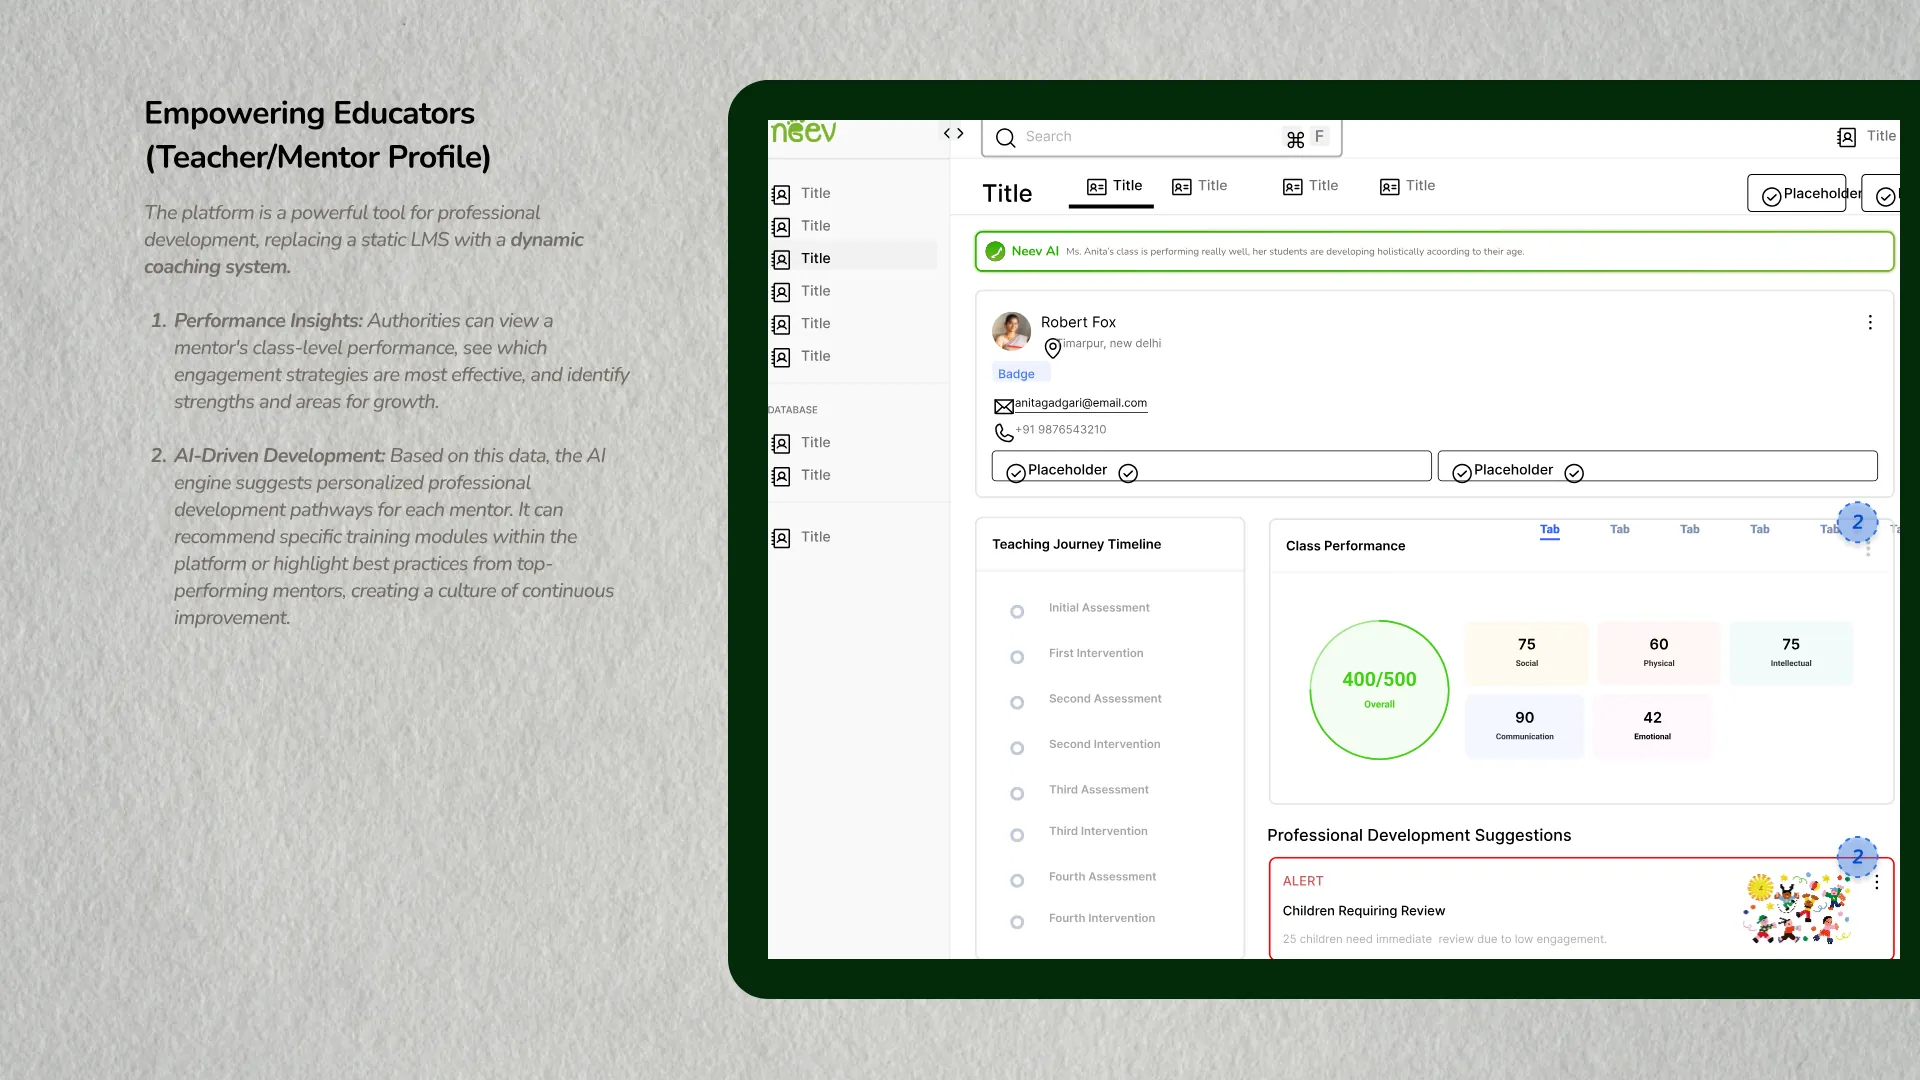 Empowering Educators
(Teacher/Mentor Profile)
The platform is a powerful tool for professional
development, replacing a static LMS with a dynamic
coaching system.
1. Performance Insights: Authorities can view a
mentor's class-level performance, see which
engagement strategies are most effective, and identify
strengths and areas for growth.
2. AI-Driven Development: Based on this data, the AI
engine suggests personalized professional
development pathways for each mentor. It can
recommend specific training modules within the
platform or highlight best practices from top-
performing mentors, creating a culture of continuous
improvement.
neev
Search
⌘ F
Title
Title
Title
Title
Title
Title
Title
DATABASE
Title
Title
Title
Title
Title
Title
Title
Title
Placeholder
Neev AI Ms. Anita's class is performing really well, her students are developing holistically acoording to their age.
Robert Fox
Timarpur, new delhi
Badge
anitagadgari@email.com
+91 9876543210
Placeholder
Placeholder
Teaching Journey Timeline
Initial Assessment
First Intervention
Second Assessment
Second Intervention
Third Assessment
Third Intervention
Fourth Assessment
Fourth Intervention
Class Performance
Tab Tab Tab Tab Tab
2
400/500
Overall
75
Social
60
Physical
75
Intellectual
90
Communication
42
Emotional
Professional Development Suggestions
2
ALERT
Children Requiring Review
25 children need immediate review due to low engagement.